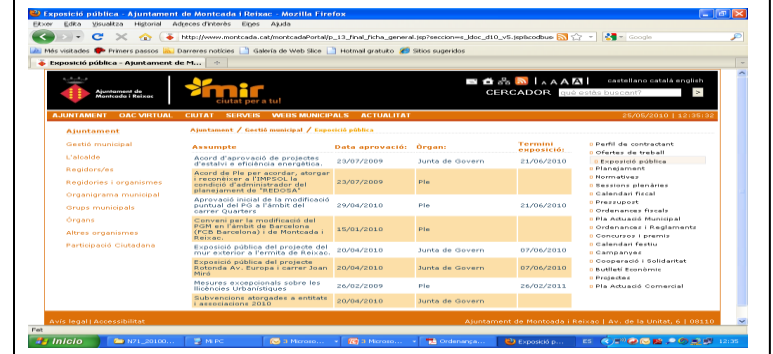 Exposició pública - Ajuntament de Montcada i Reixac - Mozilla Firefox
Fitxer Edita Visualitza Historial Adreces d'interès Eines Ajuda
http://www.montcada.cat/montcadaPortal/p_13_final_ficha_general.jsp?seccion=s_ldoc_d10_v5.jsp&codbus Google
Més visitades Primers passos Darreres notícies Galería de Web Slice Hotmail gratuito Sitios sugeridos
Exposició pública - Ajuntament de M...
Ajuntament de
Montcada i Reixac
mir
ciutat per a tu!
A A A castellano català english
CERCADOR què estàs buscant? >
AJUNTAMENT OAC VIRTUAL CIUTAT SERVEIS WEBS MUNICIPALS ACTUALITAT 25/05/2010 | 12:35:32
Ajuntament
Gestió municipal
L'alcalde
Regidors/es
Regidories i organismes
Organigrama municipal
Grups municipals
Òrgans
Altres organismes
Participació Ciutadana
Ajuntament / Gestió municipal / Exposició pública
Assumpte Data aprovació: Òrgan: Termini exposició:
Acord d'aprovació de projectes
d'estalvi e eficiència energètica. 23/07/2009 Junta de Govern 21/06/2010
Acord de Ple per acordar, atorgar
i reconèixer a l'IMPSOL la
condició d'administrador del
planejament de "REDOSA" 23/07/2009 Ple
Aprovació inicial de la modificació
puntual del PG a l'àmbit del
carrer Quarters 29/04/2010 Ple 21/06/2010
Conveni per la modificació del
PGM en l'àmbit de Barcelona
(FCB Barcelona) i de Montcada i
Reixac. 15/01/2010 Ple
Exposició pública del projecte del
mur exterior à l'ermita de Reixac. 20/04/2010 Junta de Govern 07/06/2010
Exposició pública del projecte
Rotonda Av. Europa i carrer Joan
Miró 20/04/2010 Junta de Govern 07/06/2010
Mesures excepcionals sobre les
llicències Urbanístiques 26/02/2009 Ple 26/02/2011
Subvencions atorgades a entitats
i associacions 2010 20/04/2010 Junta de Govern
Perfil de contractant
Ofertes de treball
Exposició pública
Planejament
Normatives
Sessions plenàries
Calendari fiscal
Pressupost
Ordenances fiscals
Pla Actuació Municipal
Ordenances i Reglaments
Concursos i premis
Calendari festiu
Campanyes
Cooperació i Solidaritat
Butlletí Econòmic
Projectes
Pla Actuació Comercial
Avís legal | Accessibilitat Ajuntament de Montcada i Reixac | Av. de la Unitat, 6 | 08110
Fet
Inicio N71_20100... Mi PC 3 Microso... 3 Microso... Ordenança... Exposició p... ES 12:35